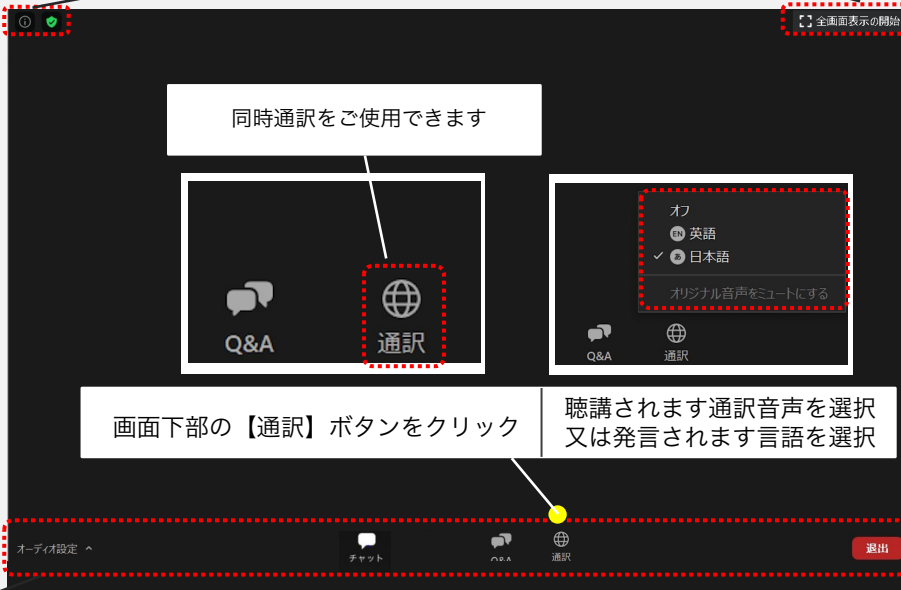 全画面表示の開始
同時通訳をご使用できます
Q&A
通訳
オフ
EN 英語
あ 日本語
オリジナル音声をミュートにする
Q&A
通訳
画面下部の【通訳】ボタンをクリック
聴講されます通訳音声を選択
又は発言されます言語を選択
オーディオ設定
チャット
Q&A
通訳
退出